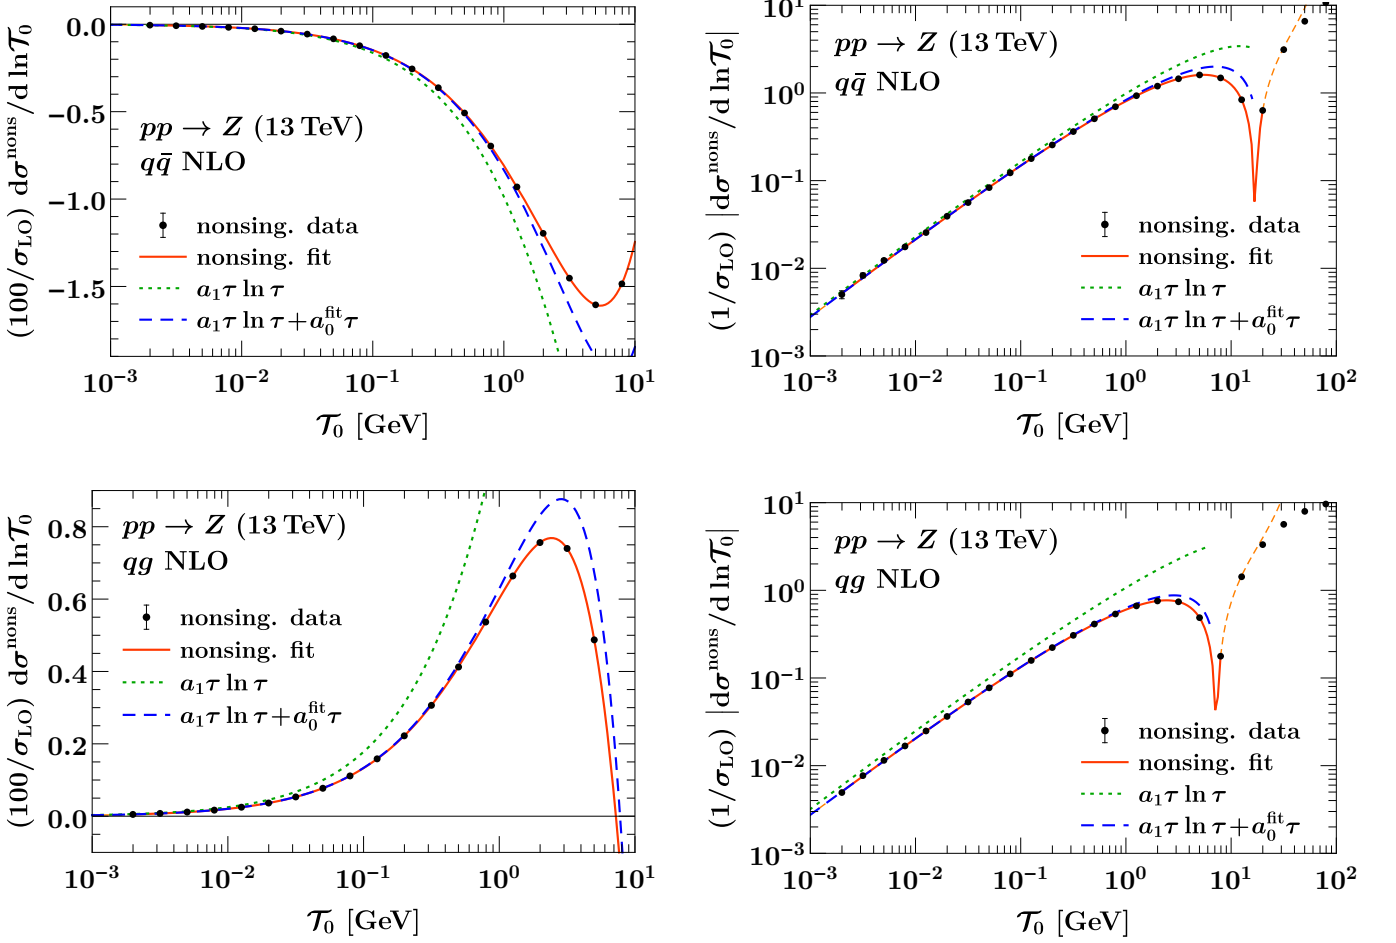 (100/σ_LO) dσ^nons/d ln𝒯₀
0.0
−0.5
−1.0
−1.5
pp → Z (13 TeV)
qq̄ NLO
nonsing. data
nonsing. fit
a₁τ ln τ
a₁τ ln τ+a₀^fit τ
10⁻³ 10⁻² 10⁻¹ 10⁰ 10¹
𝒯₀ [GeV]
(1/σ_LO) |dσ^nons/d ln𝒯₀|
10¹
10⁰
10⁻¹
10⁻²
10⁻³
pp → Z (13 TeV)
qq̄ NLO
nonsing. data
nonsing. fit
a₁τ ln τ
a₁τ ln τ+a₀^fit τ
10⁻³ 10⁻² 10⁻¹ 10⁰ 10¹ 10²
𝒯₀ [GeV]
(100/σ_LO) dσ^nons/d ln𝒯₀
0.8
0.6
0.4
0.2
0.0
pp → Z (13 TeV)
qg NLO
nonsing. data
nonsing. fit
a₁τ ln τ
a₁τ ln τ+a₀^fit τ
10⁻³ 10⁻² 10⁻¹ 10⁰ 10¹
𝒯₀ [GeV]
(1/σ_LO) |dσ^nons/d ln𝒯₀|
10¹
10⁰
10⁻¹
10⁻²
10⁻³
pp → Z (13 TeV)
qg NLO
nonsing. data
nonsing. fit
a₁τ ln τ
a₁τ ln τ+a₀^fit τ
10⁻³ 10⁻² 10⁻¹ 10⁰ 10¹ 10²
𝒯₀ [GeV]